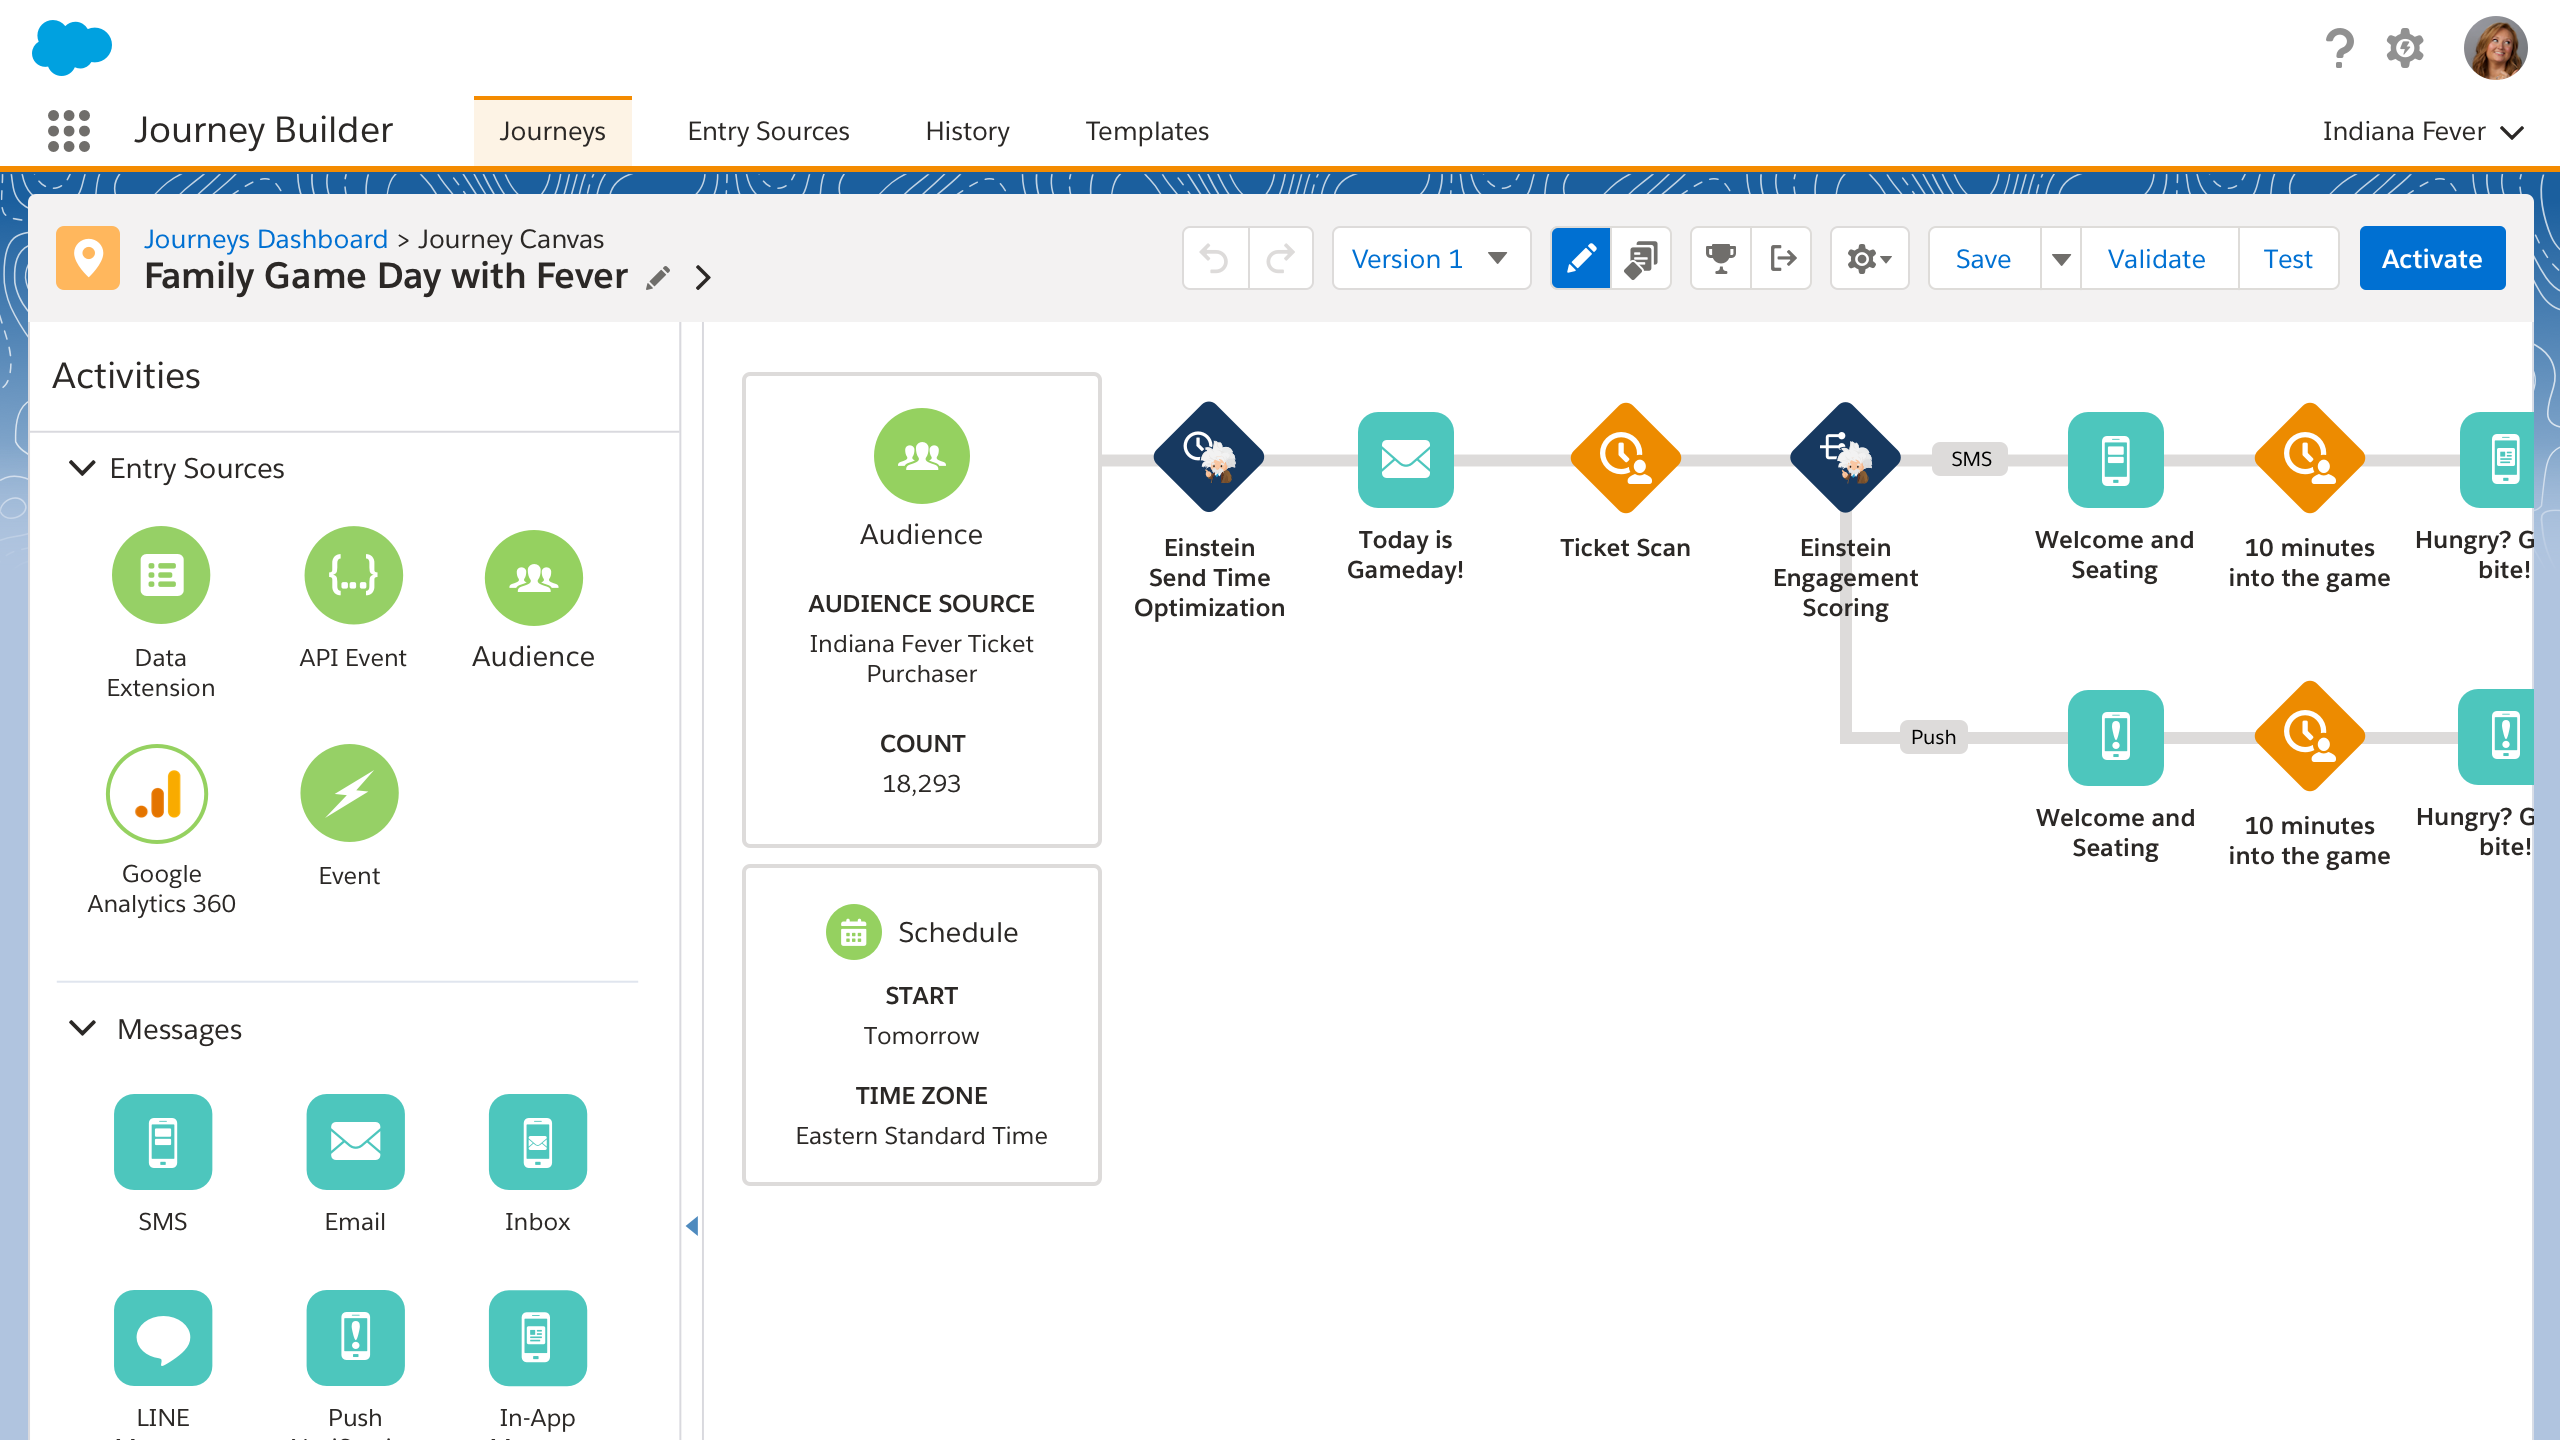 Journey Builder
Journeys
Entry Sources
History
Templates
Indiana Fever
Journeys Dashboard > Journey Canvas
Family Game Day with Fever
Version 1
Save
Validate
Test
Activate
Activities
Entry Sources
Data
Extension
API Event
Audience
Google
Analytics 360
Event
Messages
SMS
Email
Inbox
LINE
Push
In-App
Audience
AUDIENCE SOURCE
Indiana Fever Ticket
Purchaser
COUNT
18,293
Schedule
START
Tomorrow
TIME ZONE
Eastern Standard Time
Einstein
Send Time
Optimization
Today is
Gameday!
Ticket Scan
Einstein
Engagement
Scoring
SMS
Welcome and
Seating
10 minutes
into the game
Hungry? G
bite!
Push
Welcome and
Seating
10 minutes
into the game
Hungry? G
bite!